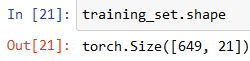 In [21]: training_set.shape
Out[21]: torch.Size([649, 21])